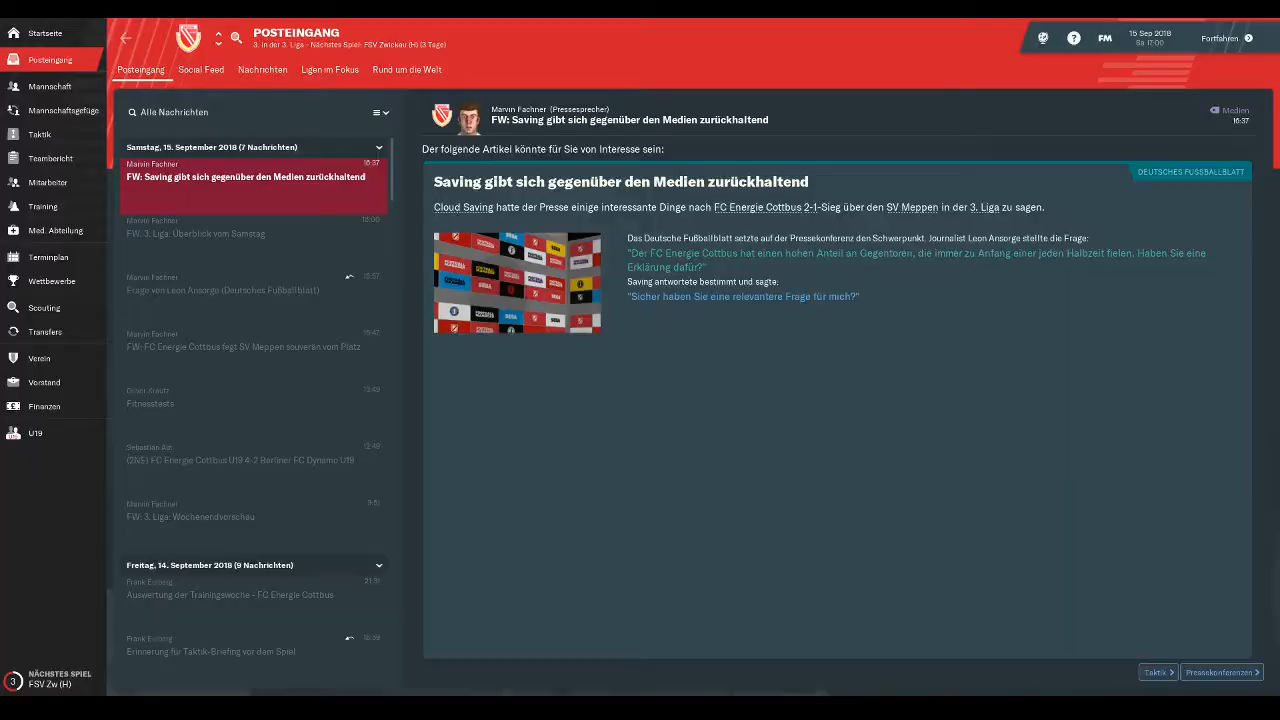 Startseite
Posteingang
Mannschaft
Mannschaftsgefüge
Taktik
Teambericht
Mitarbeiter
Training
Med. Abteilung
Terminplan
Wettbewerbe
Scouting
Transfers
Verein
Vorstand
Finanzen
U19
U19
3
NÄCHSTES SPIEL
FSV Zw (H)
POSTEINGANG
3. in der 3. Liga - Nächstes Spiel: FSV Zwickau (H) (3 Tage)
FM
15 Sep 2018
Sa 17:00
Fortfahren
Posteingang Social Feed Nachrichten Ligen im Fokus Rund um die Welt
Alle Nachrichten
Samstag, 15. September 2018 (7 Nachrichten)
Marvin Fachner 16:37
FW: Saving gibt sich gegenüber den Medien zurückhaltend
Marvin Fachner 16:00
FW: 3. Liga: Überblick vom Samstag
Marvin Fachner 15:57
Frage von Leon Ansorge (Deutsches Fußballblatt)
Marvin Fachner 15:47
FW: FC Energie Cottbus fegt SV Meppen souverän vom Platz
13:49
Fitnesstests
Sebastian 12:49
(2NE) FC Energie Cottbus U19 4-2 Berliner FC Dynamo U19
Marvin Fachner 9:51
FW: 3. Liga: Wochenendvorschau
Freitag, 14. September 2018 (9 Nachrichten)
Frank Eulberg 21:31
Auswertung der Trainingswoche - FC Energie Cottbus
Frank Eulberg
Erinnerung für Taktik-Briefing vor dem Spiel
Marvin Fachner (Pressesprecher)
FW: Saving gibt sich gegenüber den Medien zurückhaltend
Medien
16:37
Der folgende Artikel könnte für Sie von Interesse sein:
DEUTSCHES FUSSBALLBLATT
Saving gibt sich gegenüber den Medien zurückhaltend
Cloud Saving hatte der Presse einige interessante Dinge nach FC Energie Cottbus 2-1-Sieg über den SV Meppen in der 3. Liga zu sagen.
Das Deutsche Fußballblatt setzte auf der Pressekonferenz den Schwerpunkt. Journalist Leon Ansorge stellte die Frage:
"Der FC Energie Cottbus hat einen hohen Anteil an Gegentoren, die immer zu Anfang einer jeden Halbzeit fielen. Haben Sie eine
Erklärung dafür?"
Saving antwortete bestimmt und sagte:
"Sicher haben Sie eine relevantere Frage für mich?"
Taktik
Pressekonferenzen